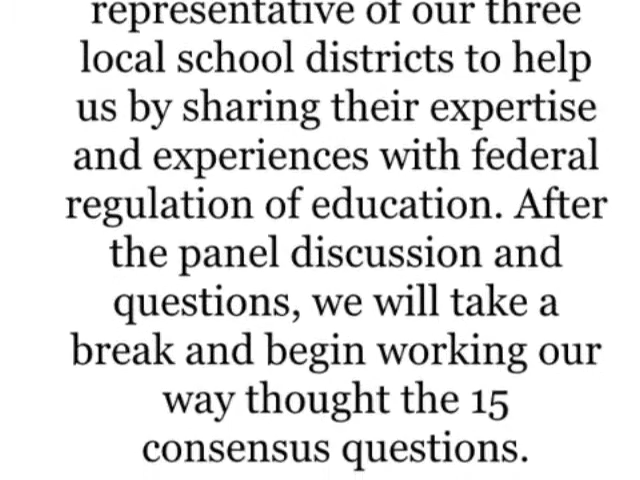 representative of our three
local school districts to help
us by sharing their expertise
and experiences with federal
regulation of education. After
the panel discussion and
questions, we will take a
break and begin working our
way thought the 15
consensus questions.